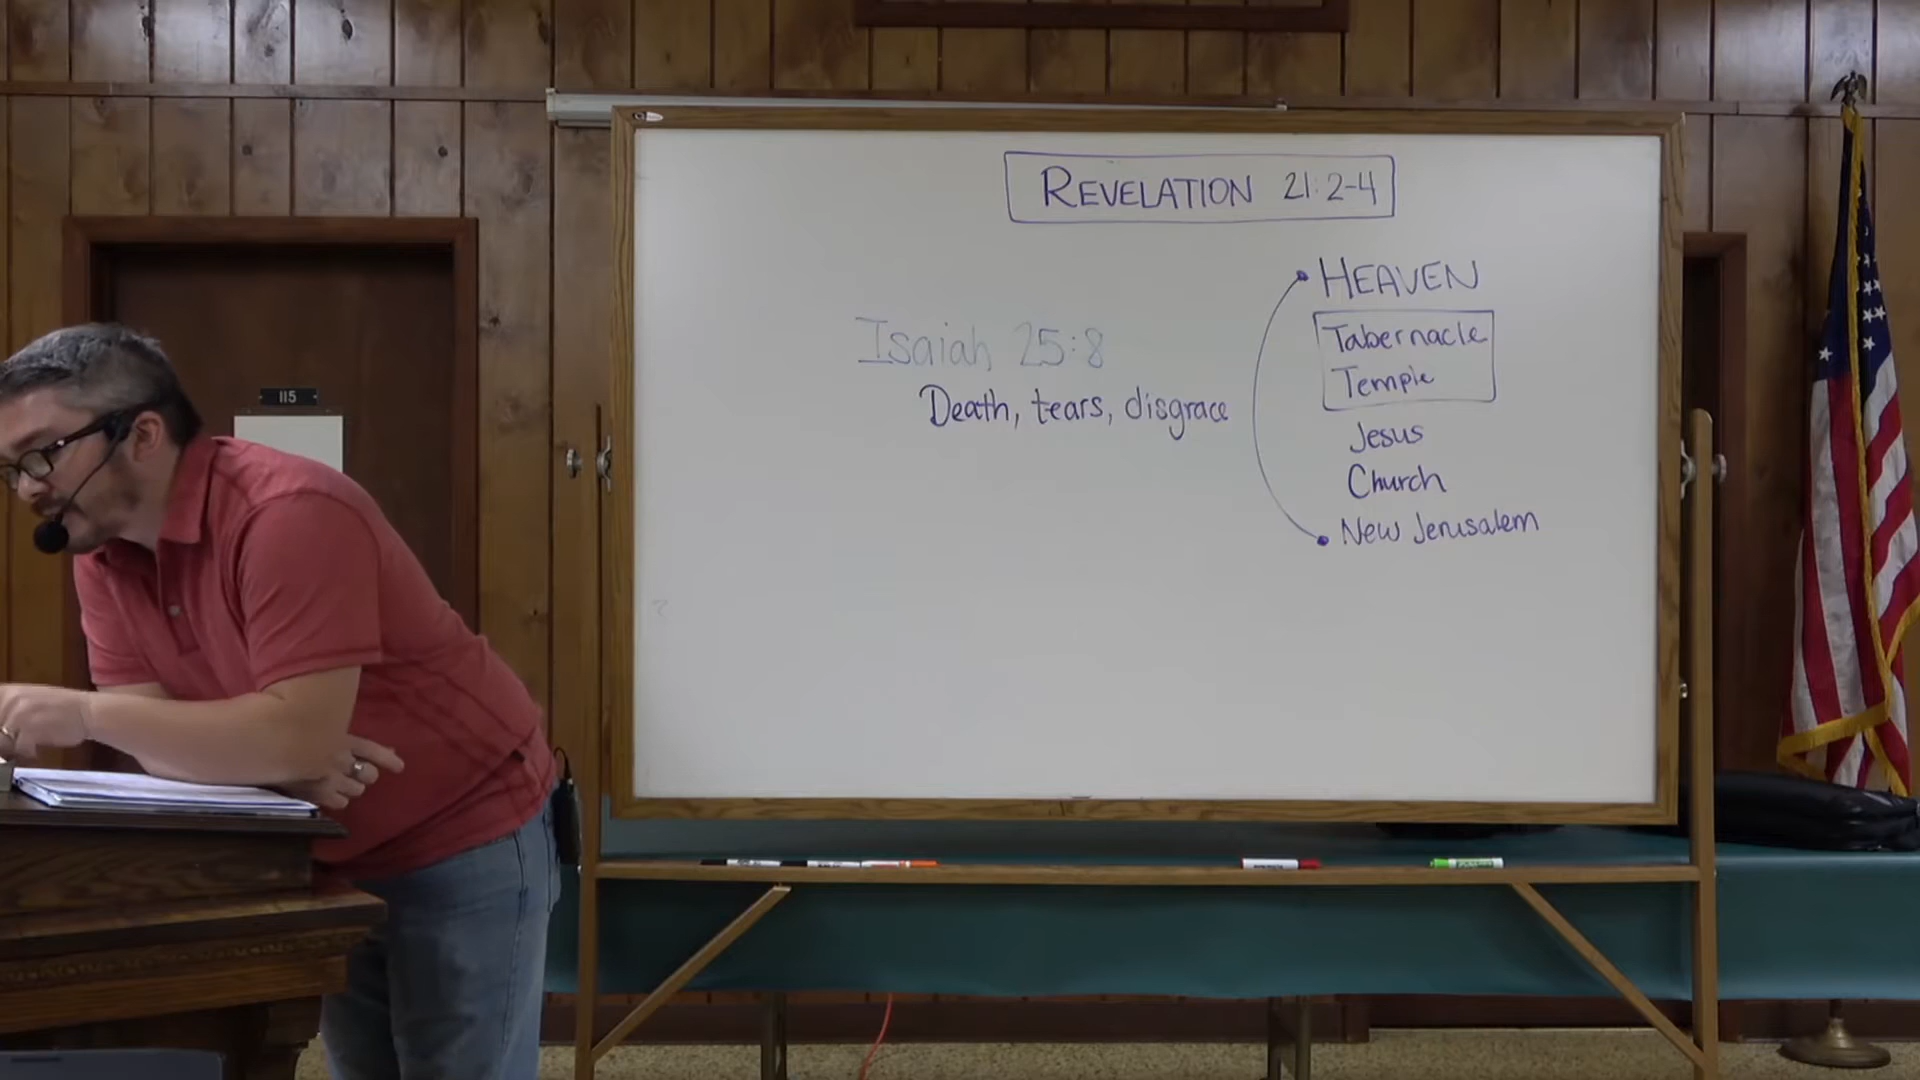 REVELATION 21:2-4
Isaiah 25:8
Death, tears, disgrace
HEAVEN
Tabernacle
Temple
Jesus
Church
New Jerusalem
115